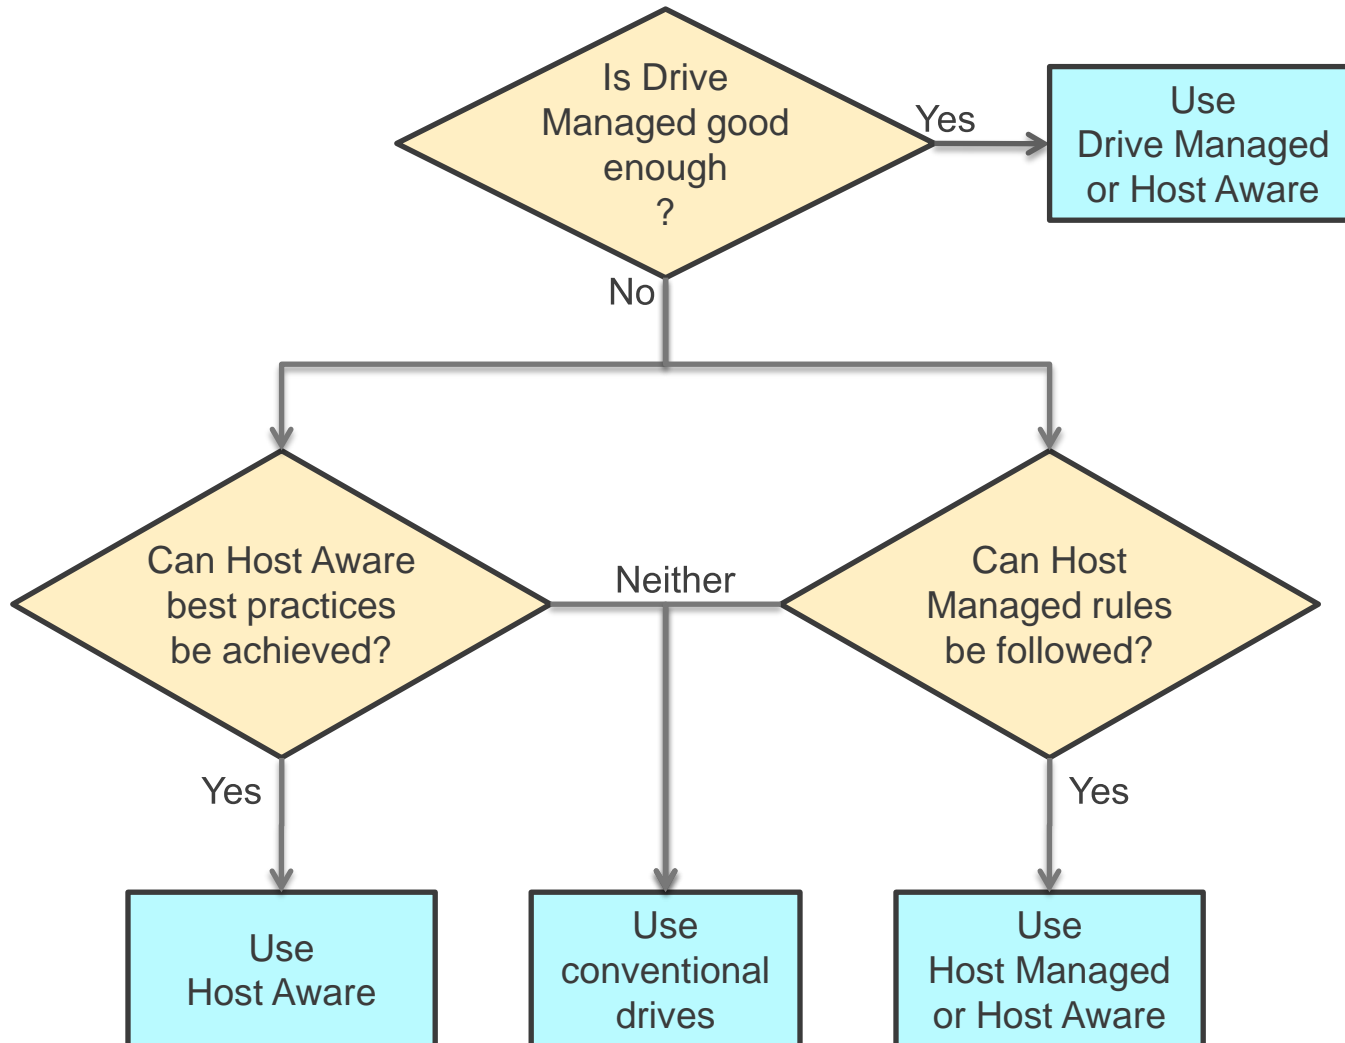 Is Drive
Managed good
enough
?
Yes
Use
Drive Managed
or Host Aware
No
Can Host Aware
best practices
be achieved?
Neither
Can Host
Managed rules
be followed?
Yes
Yes
Use
Host Aware
Use
conventional
drives
Use
Host Managed
or Host Aware